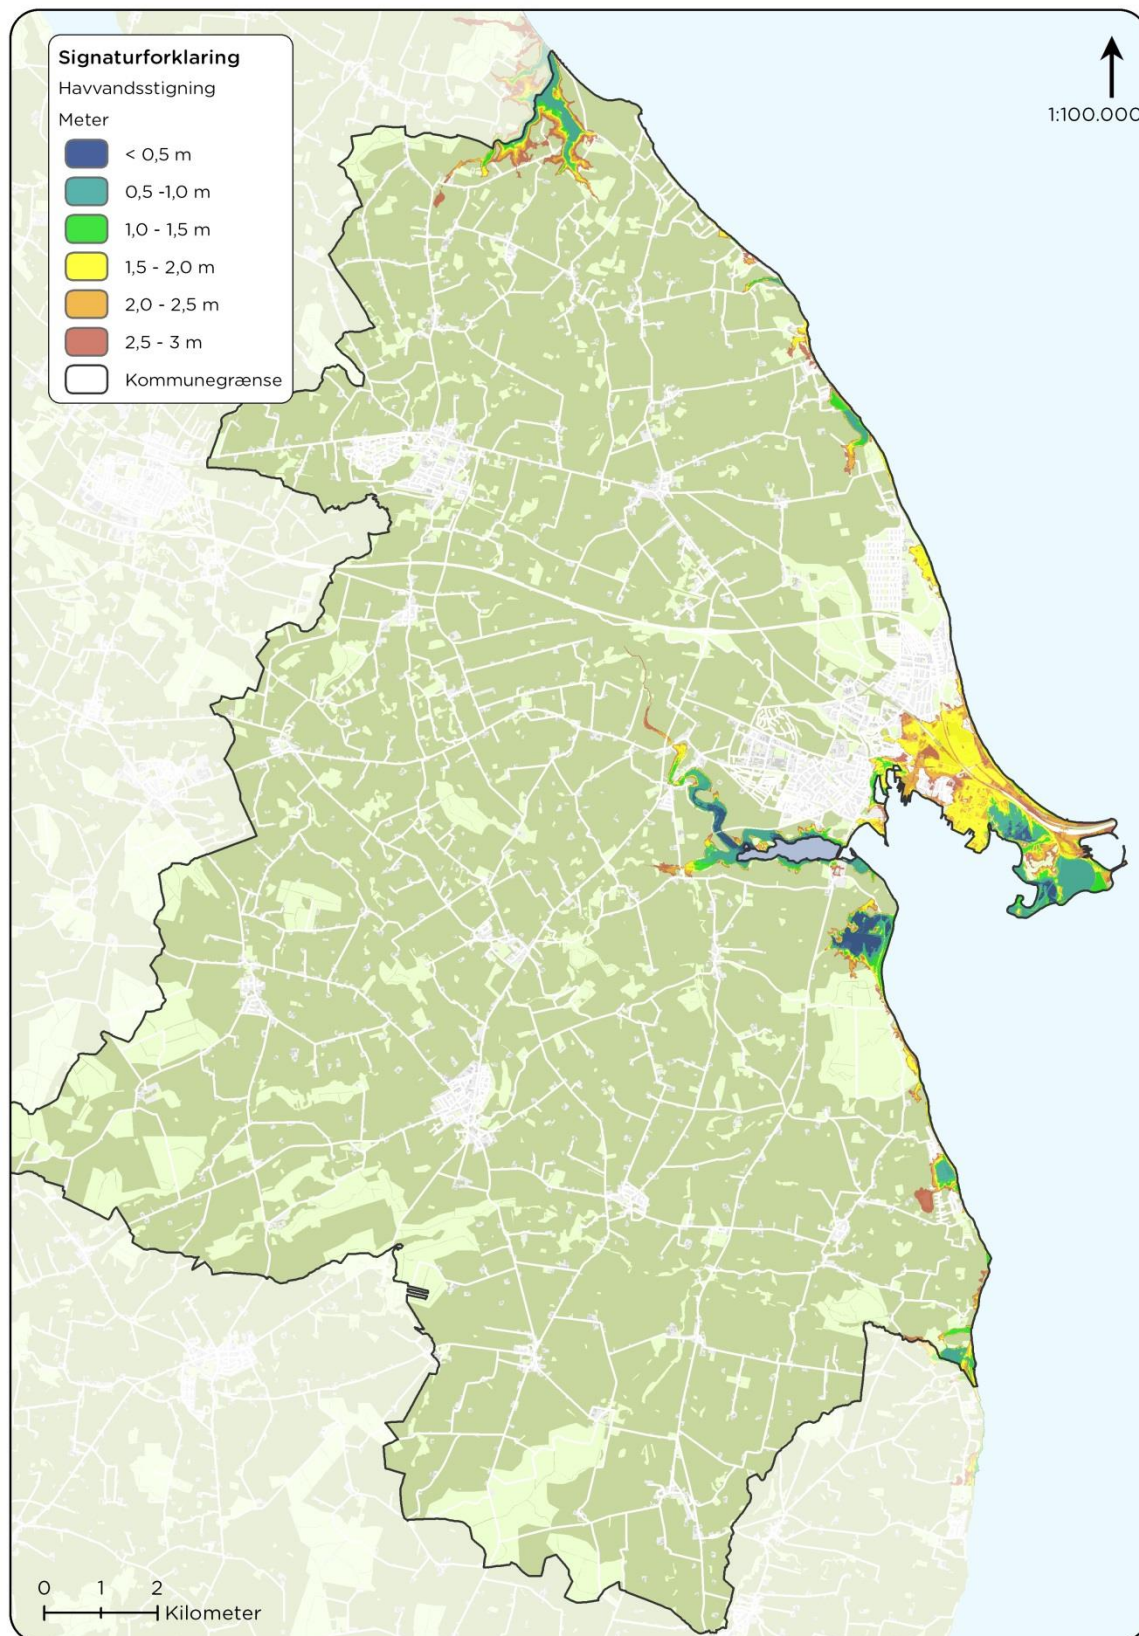 Signaturforklaring
Havvandsstigning
Meter
< 0,5 m
0,5 -1,0 m
1,0 - 1,5 m
1,5 - 2,0 m
2,0 - 2,5 m
2,5 - 3 m
Kommunegrænse
1:100.000
0 1 2
Kilometer